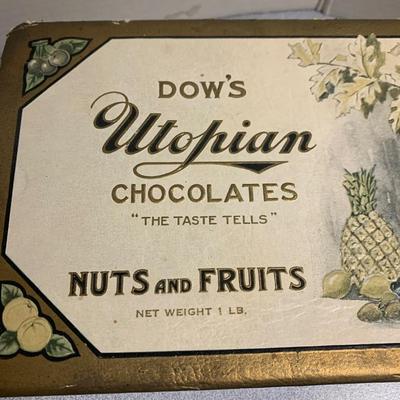 DOW'S
Utopian
CHOCOLATES
"THE TASTE TELLS"
NUTS AND FRUITS
NET WEIGHT 1 LB.